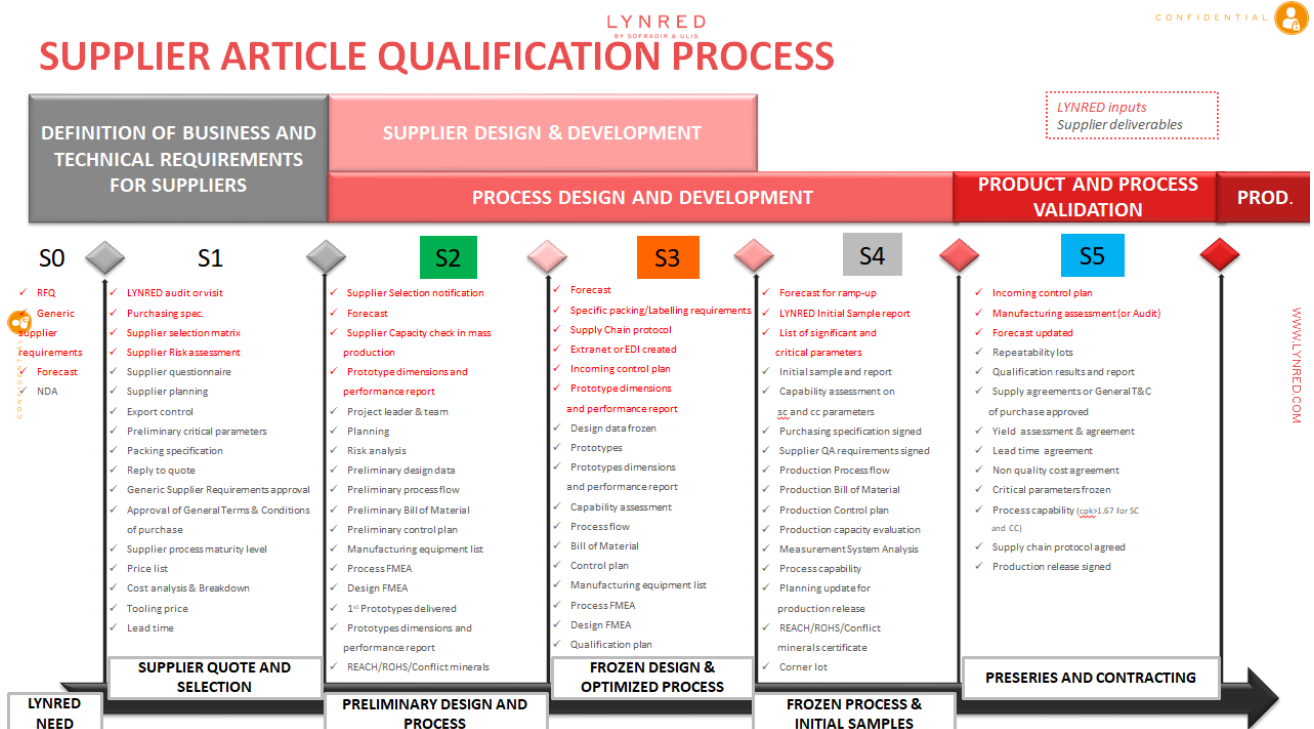 LYNRED
BY SOFRADIR & ULIS
CONFIDENTIAL
SUPPLIER ARTICLE QUALIFICATION PROCESS
LYNRED inputs
Supplier deliverables
DEFINITION OF BUSINESS AND
TECHNICAL REQUIREMENTS
FOR SUPPLIERS
SUPPLIER DESIGN & DEVELOPMENT
PROCESS DESIGN AND DEVELOPMENT
PRODUCT AND PROCESS
VALIDATION
PROD.
S0
✓ RFQ
✓ Generic
supplier
requirements
✓ Forecast
✓ NDA
S1
✓ LYNRED audit or visit
✓ Purchasing spec.
✓ Supplier selection matrix
✓ Supplier Risk assessment
✓ Supplier questionnaire
✓ Supplier planning
✓ Export control
✓ Preliminary critical parameters
✓ Packing specification
✓ Reply to quote
✓ Generic Supplier Requirements approval
✓ Approval of General Terms & Conditions
of purchase
✓ Supplier process maturity level
✓ Price list
✓ Cost analysis & Breakdown
✓ Tooling price
✓ Lead time
S2
✓ Supplier Selection notification
✓ Forecast
✓ Supplier Capacity check in mass
production
✓ Prototype dimensions and
performance report
✓ Project leader & team
✓ Planning
✓ Risk analysis
✓ Preliminary design data
✓ Preliminary process flow
✓ Preliminary Bill of Material
✓ Preliminary control plan
✓ Manufacturing equipment list
✓ Process FMEA
✓ Design FMEA
✓ 1st Prototypes delivered
✓ Prototypes dimensions and
performance report
✓ REACH/ROHS/Conflict minerals
S3
✓ Forecast
✓ Specific packing/Labelling requirements
✓ Supply Chain protocol
✓ Extranet or EDI created
✓ Incoming control plan
✓ Prototype dimensions
and performance report
✓ Design data frozen
✓ Prototypes
✓ Prototypes dimensions
and performance report
✓ Capability assessment
✓ Process flow
✓ Bill of Material
✓ Control plan
✓ Manufacturing equipment list
✓ Process FMEA
✓ Design FMEA
✓ Qualification plan
S4
✓ Forecast for ramp-up
✓ LYNRED Initial Sample report
✓ List of significant and
critical parameters
✓ Initial sample and report
✓ Capability assessment on
sc and cc parameters
✓ Purchasing specification signed
✓ Supplier QA requirements signed
✓ Production Process flow
✓ Production Bill of Material
✓ Production Control plan
✓ Production capacity evaluation
✓ Measurement System Analysis
✓ Process capability
✓ Planning update for
production release
✓ REACH/ROHS/Conflict
minerals certificate
✓ Corner lot
S5
✓ Incoming control plan
✓ Manufacturing assessment (or Audit)
✓ Forecast updated
✓ Repeatability lots
✓ Qualification results and report
✓ Supply agreements or General T&C
of purchase approved
✓ Yield assessment & agreement
✓ Lead time agreement
✓ Non quality cost agreement
✓ Critical parameters frozen
✓ Process capability (cpk>1.67 for SC
and CC)
✓ Supply chain protocol agreed
✓ Production release signed
CONFIDENTIAL
WWW.LYNRED.COM
LYNRED
NEED
SUPPLIER QUOTE AND
SELECTION
PRELIMINARY DESIGN AND
PROCESS
FROZEN DESIGN &
OPTIMIZED PROCESS
FROZEN PROCESS &
INITIAL SAMPLES
PRESERIES AND CONTRACTING